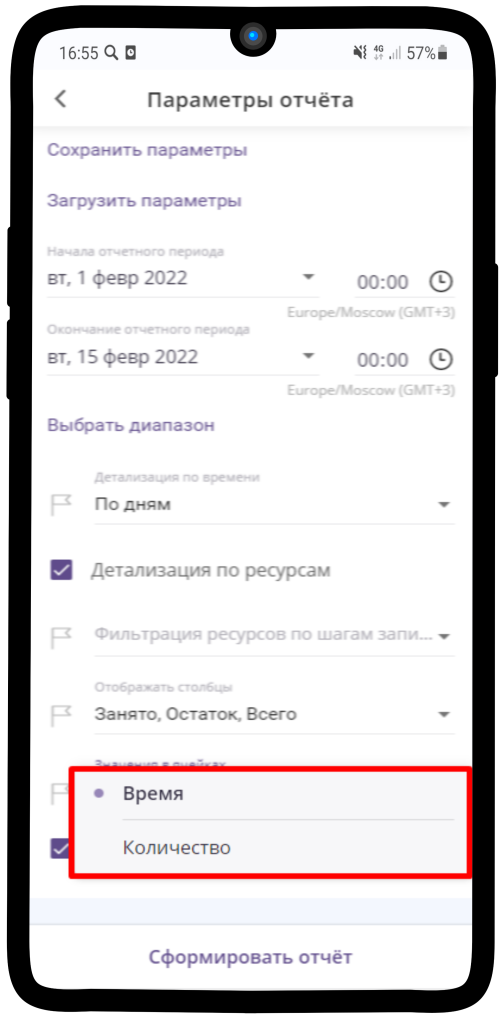 16:55 4G 57%
Параметры отчёта
Сохранить параметры
Загрузить параметры
Начала отчетного периода
вт, 1 февр 2022 00:00
Europe/Moscow (GMT+3)
Окончание отчетного периода
вт, 15 февр 2022 00:00
Europe/Moscow (GMT+3)
Выбрать диапазон
Детализация по времени
По дням
Детализация по ресурсам
Фильтрация ресурсов по шагам запи...
Отображать столбцы
Занято, Остаток, Всего
Значения в ячейках
Время
Количество
Сформировать отчёт